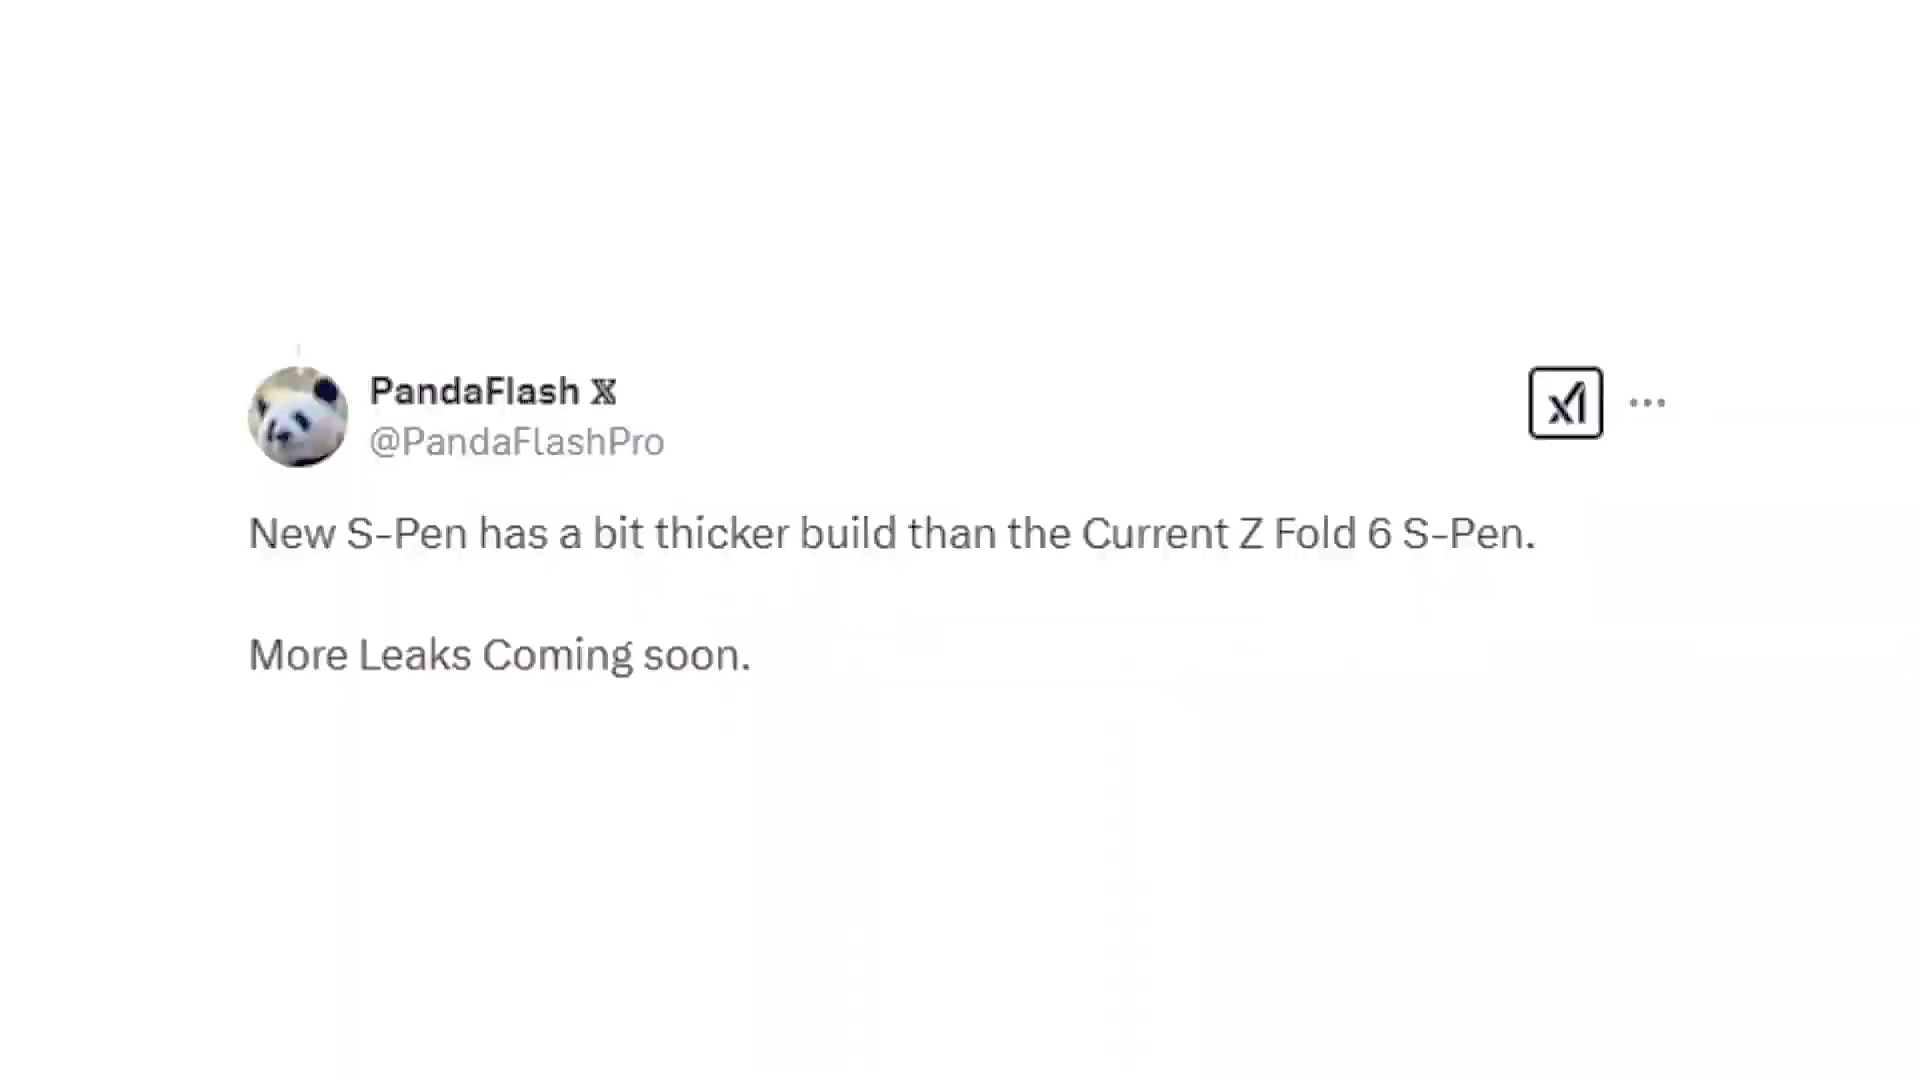 PandaFlash 𝕏
@PandaFlashPro
New S-Pen has a bit thicker build than the Current Z Fold 6 S-Pen.
More Leaks Coming soon.